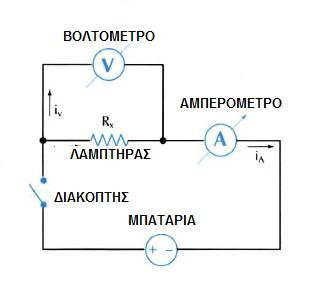 ΒΟΛΤΟΜΕΤΡΟ
V
ΑΜΠΕΡΟΜΕΤΡΟ
iv
Rx
A
ΛΑΜΠΤΗΡΑΣ
iA
ΔΙΑΚΟΠΤΗΣ
ΜΠΑΤΑΡΙΑ
+ −